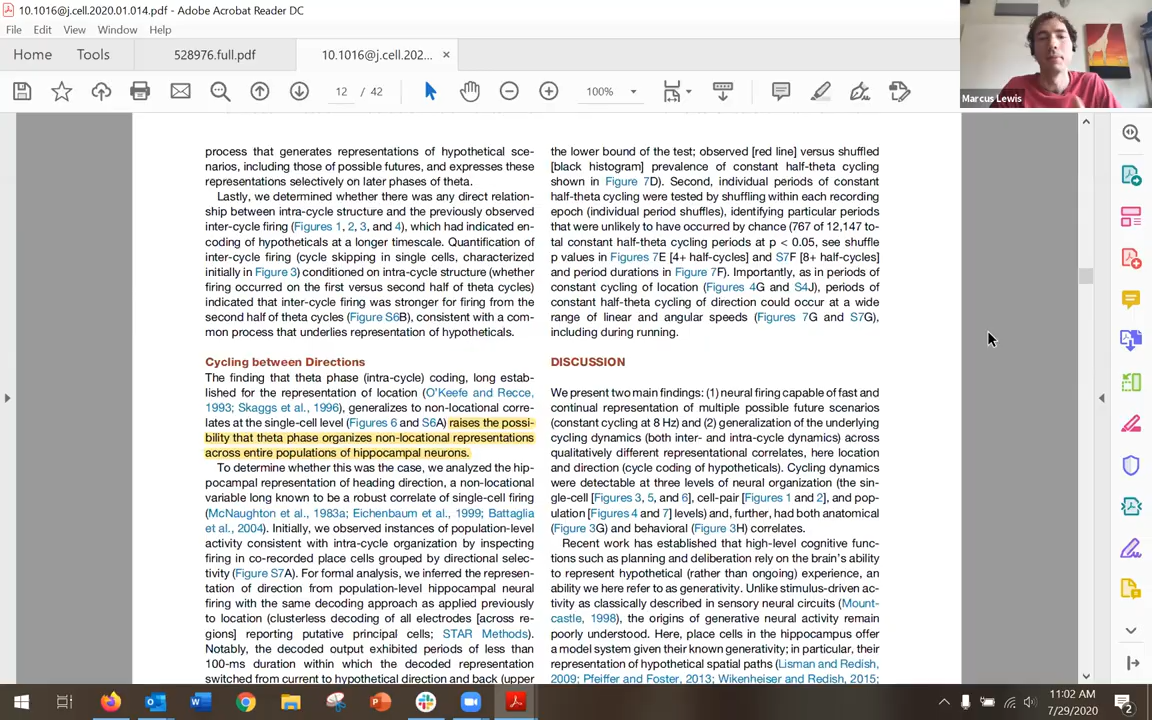 10.1016@j.cell.2020.01.014.pdf - Adobe Acrobat Reader DC
File Edit View Window Help
Home Tools 528976.full.pdf 10.1016@j.cell.202... ×
12 / 42 100%
Marcus Lewis
process that generates representations of hypothetical sce-
narios, including those of possible futures, and expresses these
representations selectively on later phases of theta.
Lastly, we determined whether there was any direct relation-
ship between intra-cycle structure and the previously observed
inter-cycle firing (Figures 1, 2, 3, and 4), which had indicated en-
coding of hypotheticals at a longer timescale. Quantification of
inter-cycle firing (cycle skipping in single cells, characterized
initially in Figure 3) conditioned on intra-cycle structure (whether
firing occurred on the first versus second half of theta cycles)
indicated that inter-cycle firing was stronger for firing from the
second half of theta cycles (Figure S6B), consistent with a com-
mon process that underlies representation of hypotheticals.
Cycling between Directions
The finding that theta phase (intra-cycle) coding, long estab-
lished for the representation of location (O'Keefe and Recce,
1993; Skaggs et al., 1996), generalizes to non-locational corre-
lates at the single-cell level (Figures 6 and S6A) raises the possi-
bility that theta phase organizes non-locational representations
across entire populations of hippocampal neurons.
To determine whether this was the case, we analyzed the hip-
pocampal representation of heading direction, a non-locational
variable long known to be a robust correlate of single-cell firing
(McNaughton et al., 1983a; Eichenbaum et al., 1999; Battaglia
et al., 2004). Initially, we observed instances of population-level
activity consistent with intra-cycle organization by inspecting
firing in co-recorded place cells grouped by directional selec-
tivity (Figure S7A). For formal analysis, we inferred the represen-
tation of direction from population-level hippocampal neural
firing with the same decoding approach as applied previously
to location (clusterless decoding of all electrodes [across re-
gions] reporting putative principal cells; STAR Methods).
Notably, the decoded output exhibited periods of less than
100-ms duration within which the decoded representation
switched from current to hypothetical direction and back (upper
the lower bound of the test; observed [red line] versus shuffled
[black histogram] prevalence of constant half-theta cycling
shown in Figure 7D). Second, individual periods of constant
half-theta cycling were tested by shuffling within each recording
epoch (individual period shuffles), identifying particular periods
that were unlikely to have occurred by chance (767 of 12,147 to-
tal constant half-theta cycling periods at p < 0.05, see shuffle
p values in Figures 7E [4+ half-cycles] and S7F [8+ half-cycles]
and period durations in Figure 7F). Importantly, as in periods of
constant cycling of location (Figures 4G and S4J), periods of
constant half-theta cycling of direction could occur at a wide
range of linear and angular speeds (Figures 7G and S7G),
including during running.
DISCUSSION
We present two main findings: (1) neural firing capable of fast and
continual representation of multiple possible future scenarios
(constant cycling at 8 Hz) and (2) generalization of the underlying
cycling dynamics (both inter- and intra-cycle dynamics) across
qualitatively different representational correlates, here location
and direction (cycle coding of hypotheticals). Cycling dynamics
were detectable at three levels of neural organization (the sin-
gle-cell [Figures 3, 5, and 6], cell-pair [Figures 1 and 2], and pop-
ulation [Figures 4 and 7] levels) and, further, had both anatomical
(Figure 3G) and behavioral (Figure 3H) correlates.
Recent work has established that high-level cognitive func-
tions such as planning and deliberation rely on the brain's ability
to represent hypothetical (rather than ongoing) experience, an
ability we here refer to as generativity. Unlike stimulus-driven ac-
tivity as classically described in sensory neural circuits (Mount-
castle, 1998), the origins of generative neural activity remain
poorly understood. Here, place cells in the hippocampus offer
a model system given their known generativity; in particular, their
representation of hypothetical spatial paths (Lisman and Redish,
2009; Pfeiffer and Foster, 2013; Wikenheiser and Redish, 2015;
11:02 AM
7/29/2020
2